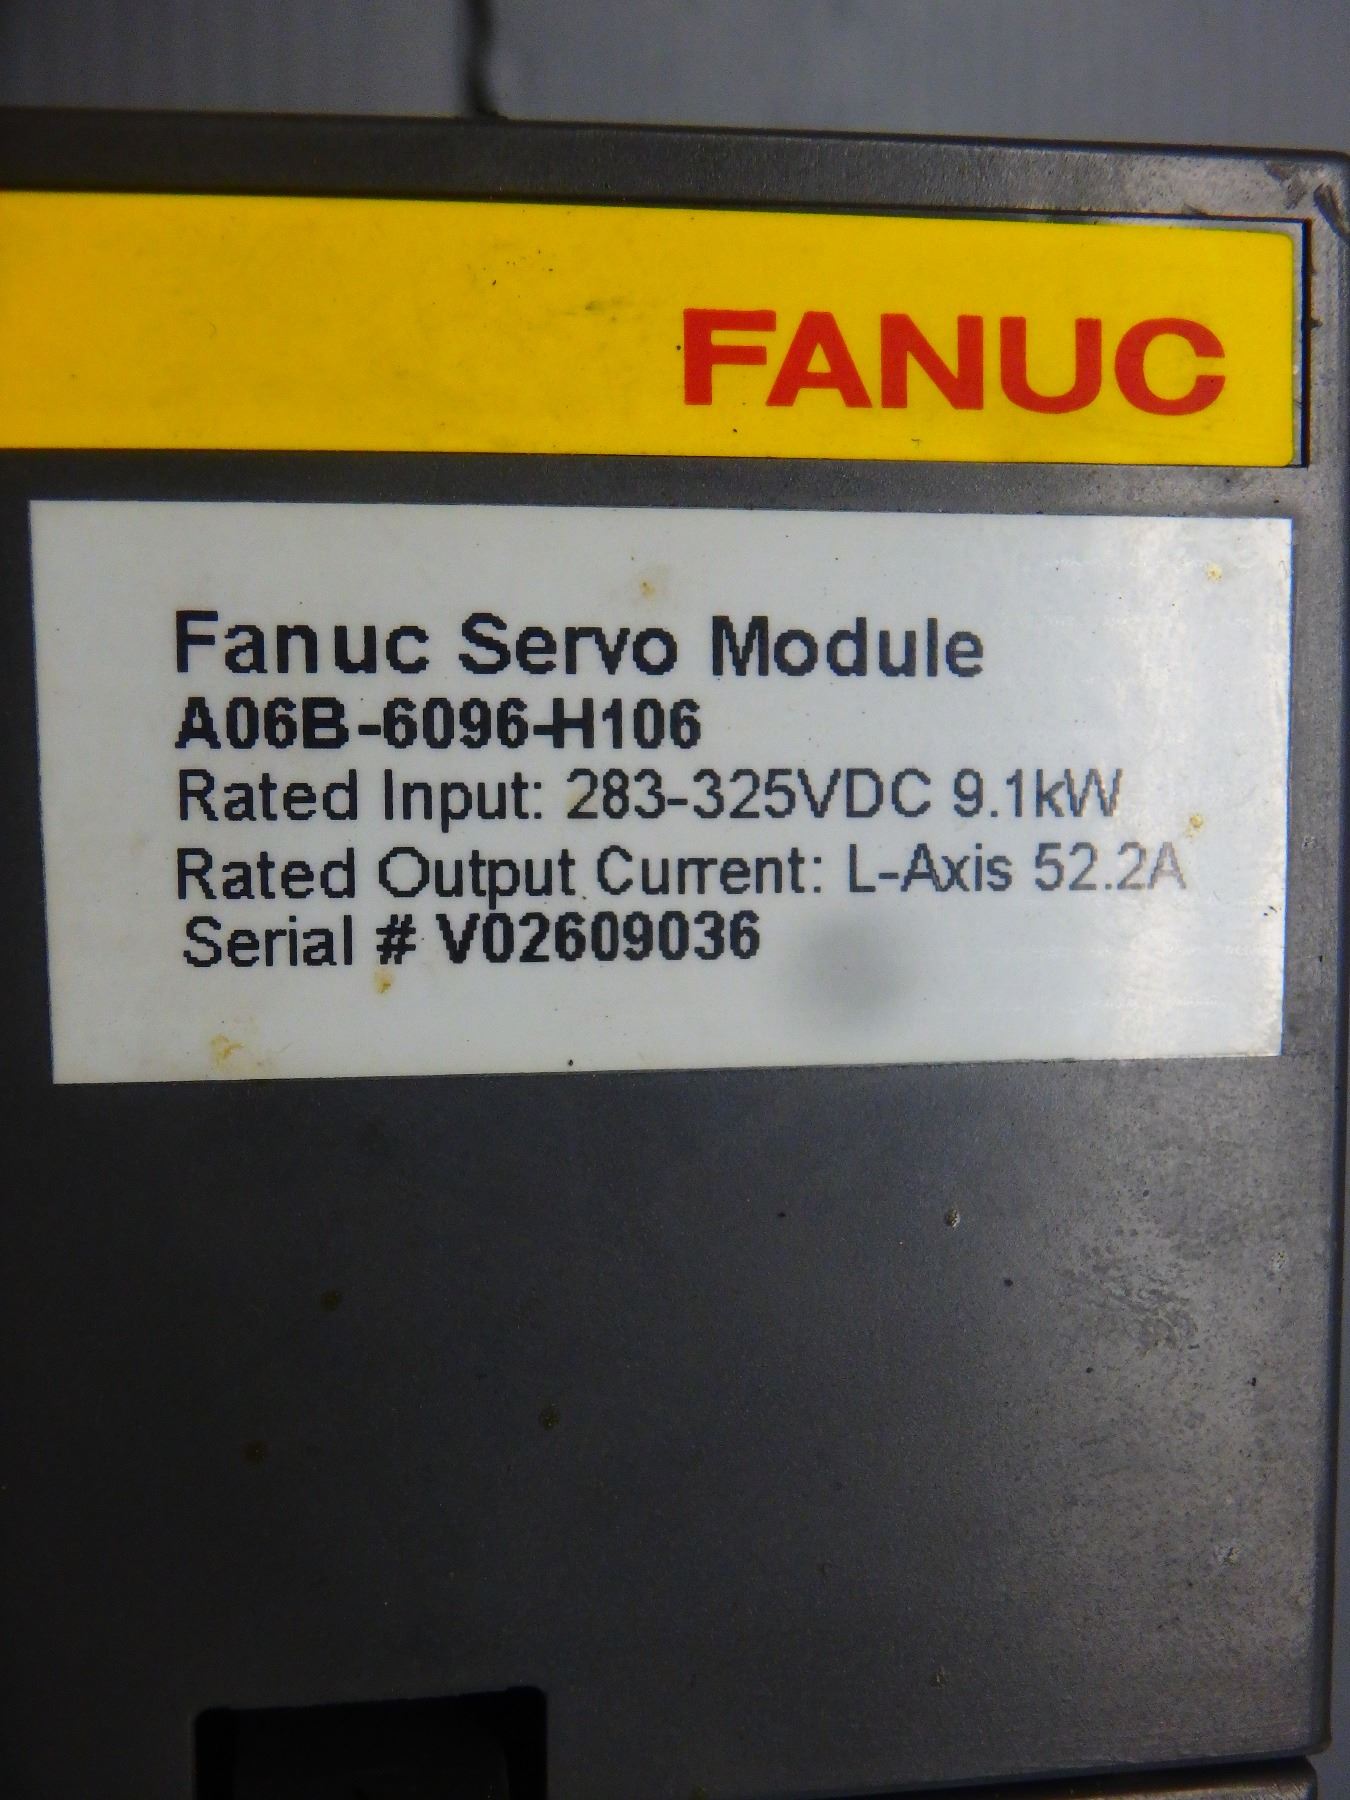 FANUC
Fanuc Servo Module
A06B-6096-H106
Rated Input: 283-325VDC 9.1kW
Rated Output Current: L-Axis 52.2A
Serial # V02609036